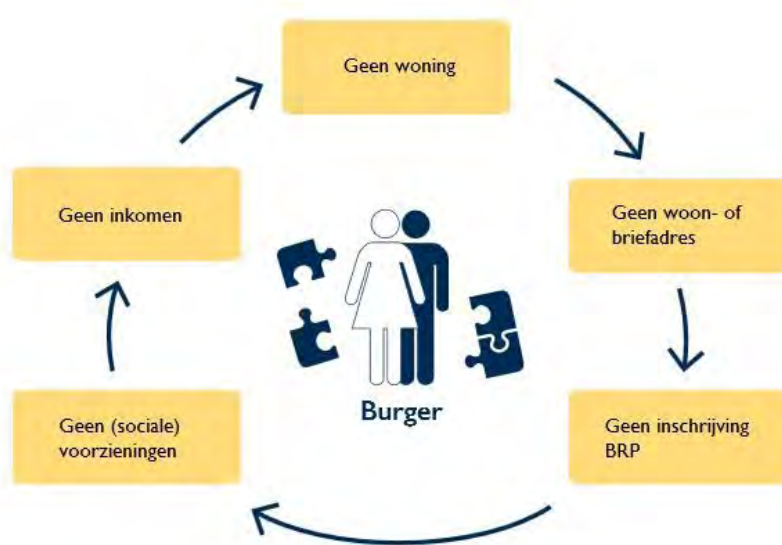 Geen woning
Geen woon- of
briefadres
Geen inschrijving
BRP
Geen (sociale)
voorzieningen
Geen inkomen
Burger